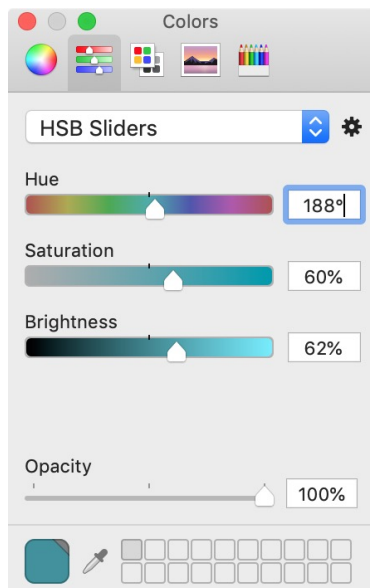 Colors
HSB Sliders
Hue
188°
Saturation
60%
Brightness
62%
Opacity
100%